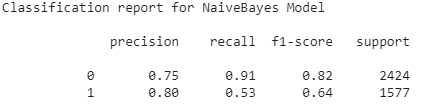 Classification report for NaiveBayes Model
precision recall f1-score support
0 0.75 0.91 0.82 2424
1 0.80 0.53 0.64 1577